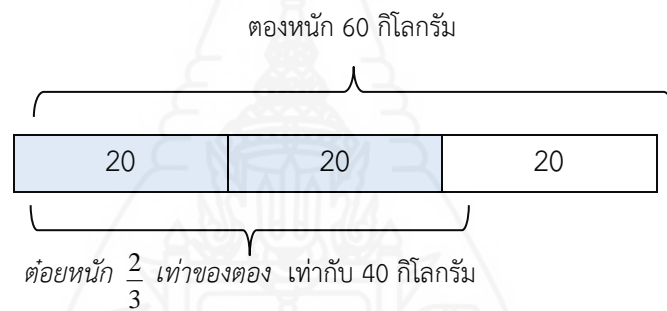 ตองหนัก 60 กิโลกรัม
20 20 20
ต๋อยหนัก 2/3 เท่าของตอง เท่ากับ 40 กิโลกรัม